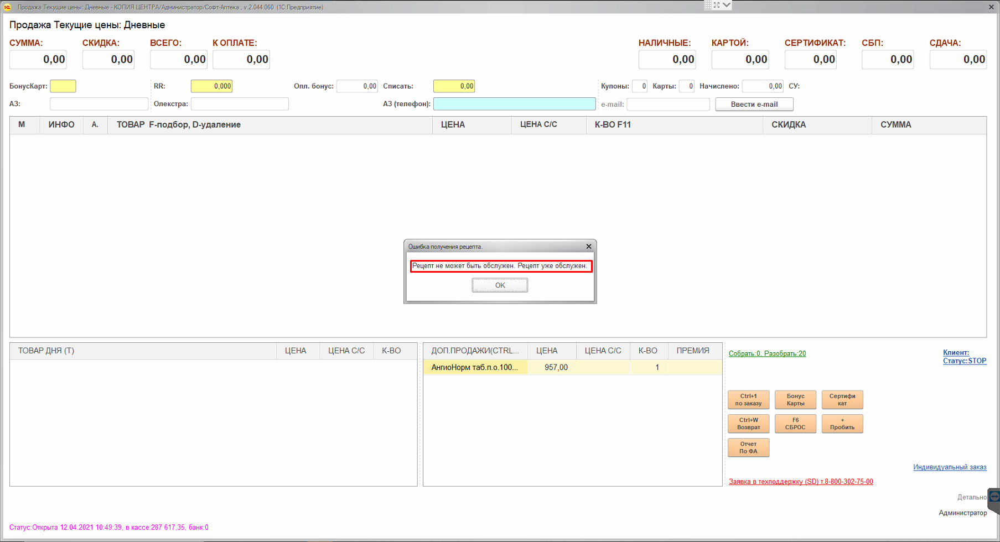 Продажа Текущие цены: Дневные - КОПИЯ ЦЕНТРА/Администратор/Софт-Аптека:, v.2.044.060 (1С:Предприятие)
Продажа Текущие цены: Дневные
СУММА: СКИДКА: ВСЕГО: К ОПЛАТЕ: НАЛИЧНЫЕ: КАРТОЙ: СЕРТИФИКАТ: СБП: СДАЧА:
0,00 0,00 0,00 0,00 0,00 0,00 0,00 0,00 0,00
БонусКарт: RR: 0,000 Опл. бонус: 0,00 Списать: 0,00 Купоны: 0 Карты: 0 Начислено: 0,00 СУ:
АЗ: Олекстра: АЗ (телефон): e-mail: Ввести e-mail
М ИНФО А. ТОВАР F-подбор, D-удаление ЦЕНА ЦЕНА С/С К-ВО F11 СКИДКА СУММА
Ошибка получения рецепта.
Рецепт не может быть обслужен. Рецепт уже обслужен.
OK
ТОВАР ДНЯ (Т) ЦЕНА ЦЕНА С/С К-ВО
ДОП.ПРОДАЖИ(CTRL... ЦЕНА ЦЕНА С/С К-ВО ПРЕМИЯ
АнгиоНорм таб.п.о.100... 957,00 1
Собрать:0, Разобрать:20
Клиент:
Статус:STOP
Ctrl+1
по заказу
Бонус
Карты
Сертифи
кат
Ctrl+W
Возврат
F6
СБРОС
+
Пробить
Отчет
По ФА
Индивидуальный заказ
Заявка в техподдержку (SD) т.8-800-302-75-00
Детально
Администратор
Статус:Открыта 12.04.2021 10:49:39, в кассе:287 617,35, банк:0